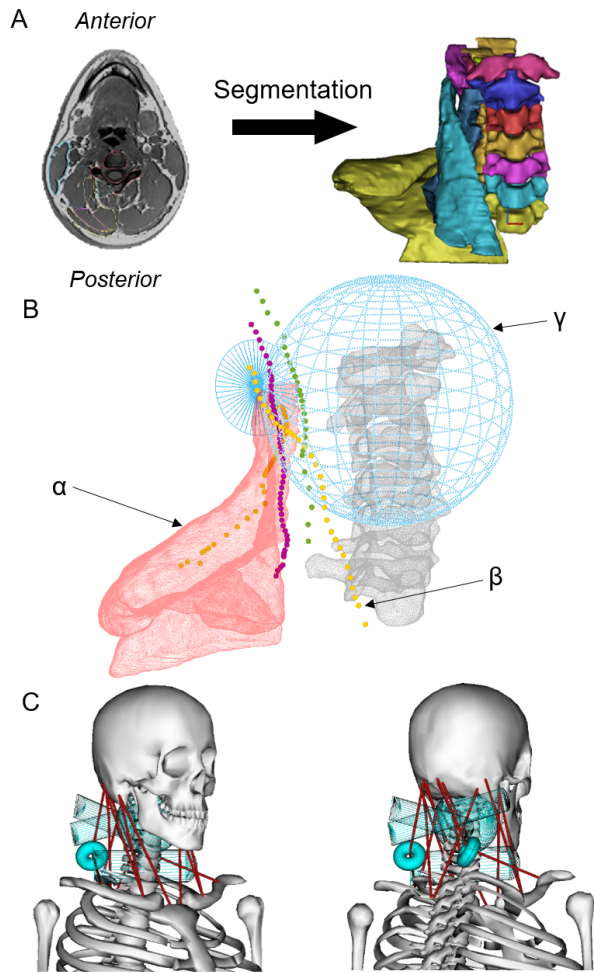 A
Anterior
Segmentation
Posterior
B
γ
α
β
C